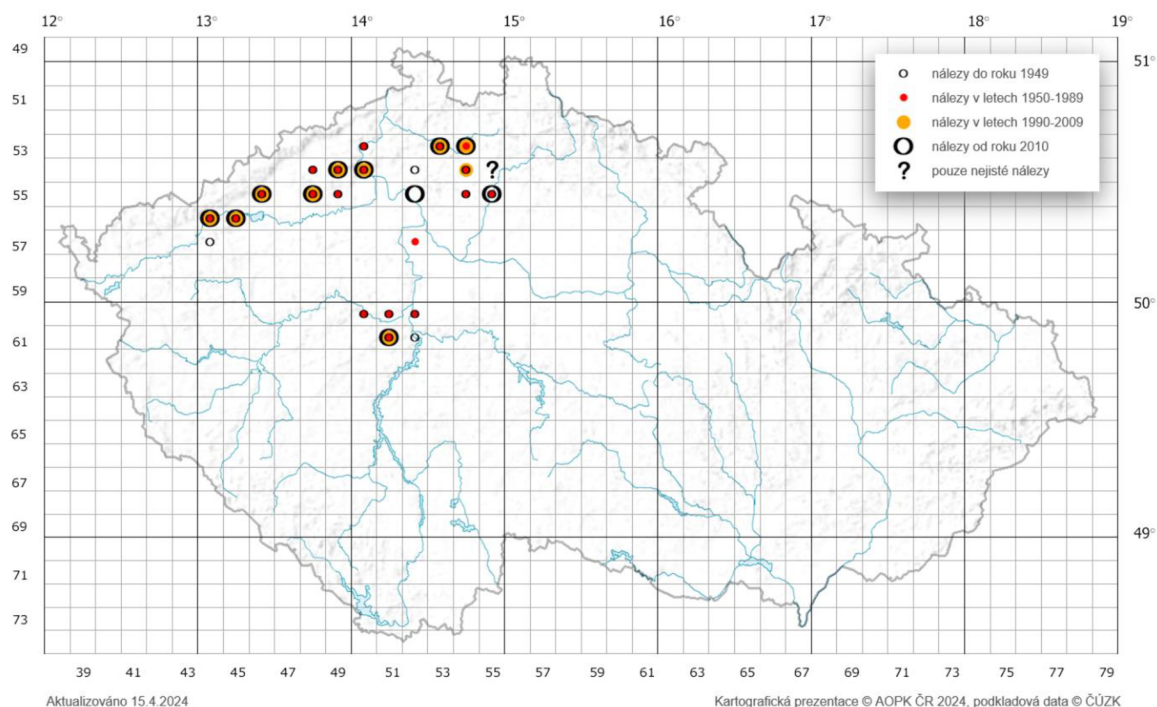 12° 13° 14° 15° 16° 17° 18° 19°
49
51° 
nálezy do roku 1949
51
nálezy v letech 1950-1989
nálezy v letech 1990-2009
53
nálezy od roku 2010
? pouze nejisté nálezy
?
55
57
59
50°
61
63
65
67
69
49°
71
73
39 41 43 45 47 49 51 53 55 57 59 61 63 65 67 69 71 73 75 77 79
Aktualizováno 15.4.2024 Kartografická prezentace © AOPK ČR 2024, podkladová data © ČÚZK